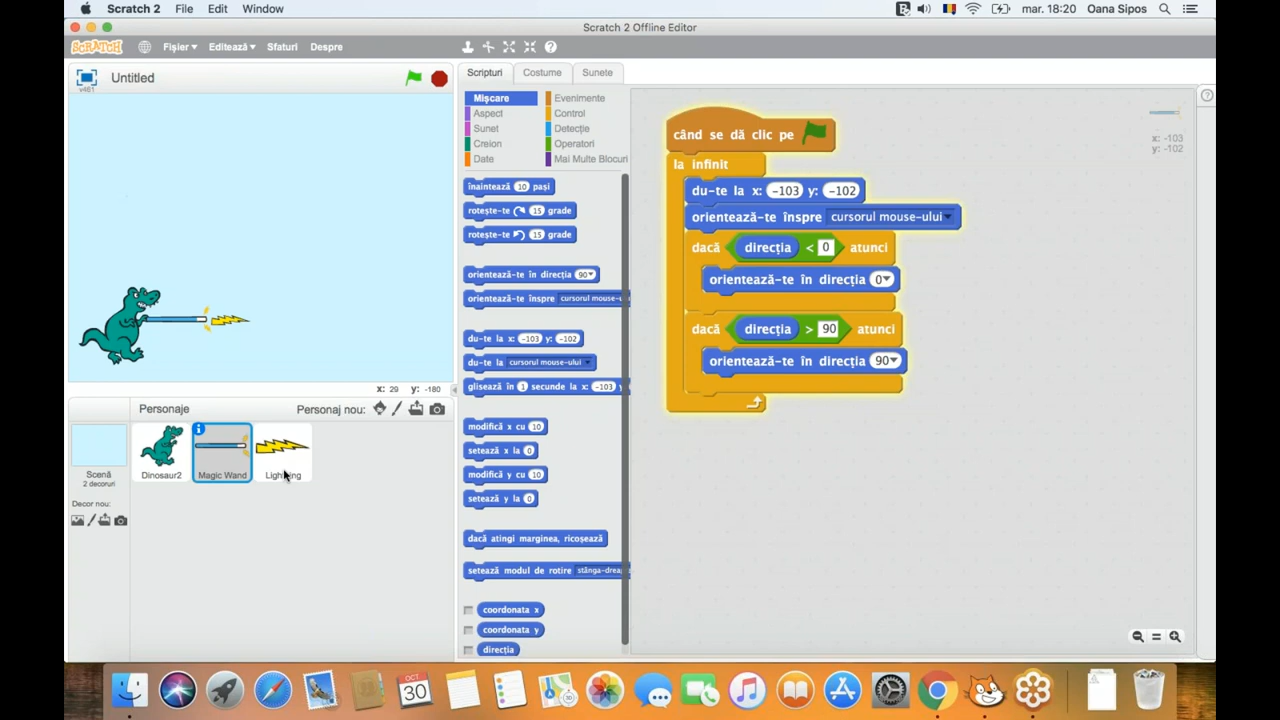 Scratch 2 File Edit Window
mar. 18:20 Oana Sipos
Scratch 2 Offline Editor
SCRATCH Fișier Editează Sfaturi Despre
Untitled
v461
x: 29 y: -180
Personaje Personaj nou:
Scenă
2 decoruri
Decor nou:
Dinosaur2
Magic Wand
Lightning
Scripturi Costume Sunete
Mișcare Evenimente
Aspect Control
Sunet Detecție
Creion Operatori
Date Mai Multe Blocuri
înaintează 10 pași
rotește-te 15 grade
rotește-te 15 grade
orientează-te în direcția 90
orientează-te înspre cursorul mouse-u
du-te la x: -103 y: -102
du-te la cursorul mouse-ului
glisează în 1 secunde la x: -103 y
modifică x cu 10
setează x la 0
modifică y cu 10
setează y la 0
dacă atingi marginea, ricoșează
setează modul de rotire stânga-drea
coordonata x
coordonata y
direcția
când se dă clic pe
la infinit
du-te la x: -103 y: -102
orientează-te înspre cursorul mouse-ului
dacă direcția < 0 atunci
orientează-te în direcția 0
dacă direcția > 90 atunci
orientează-te în direcția 90
x: -103
y: -102
OCT
30